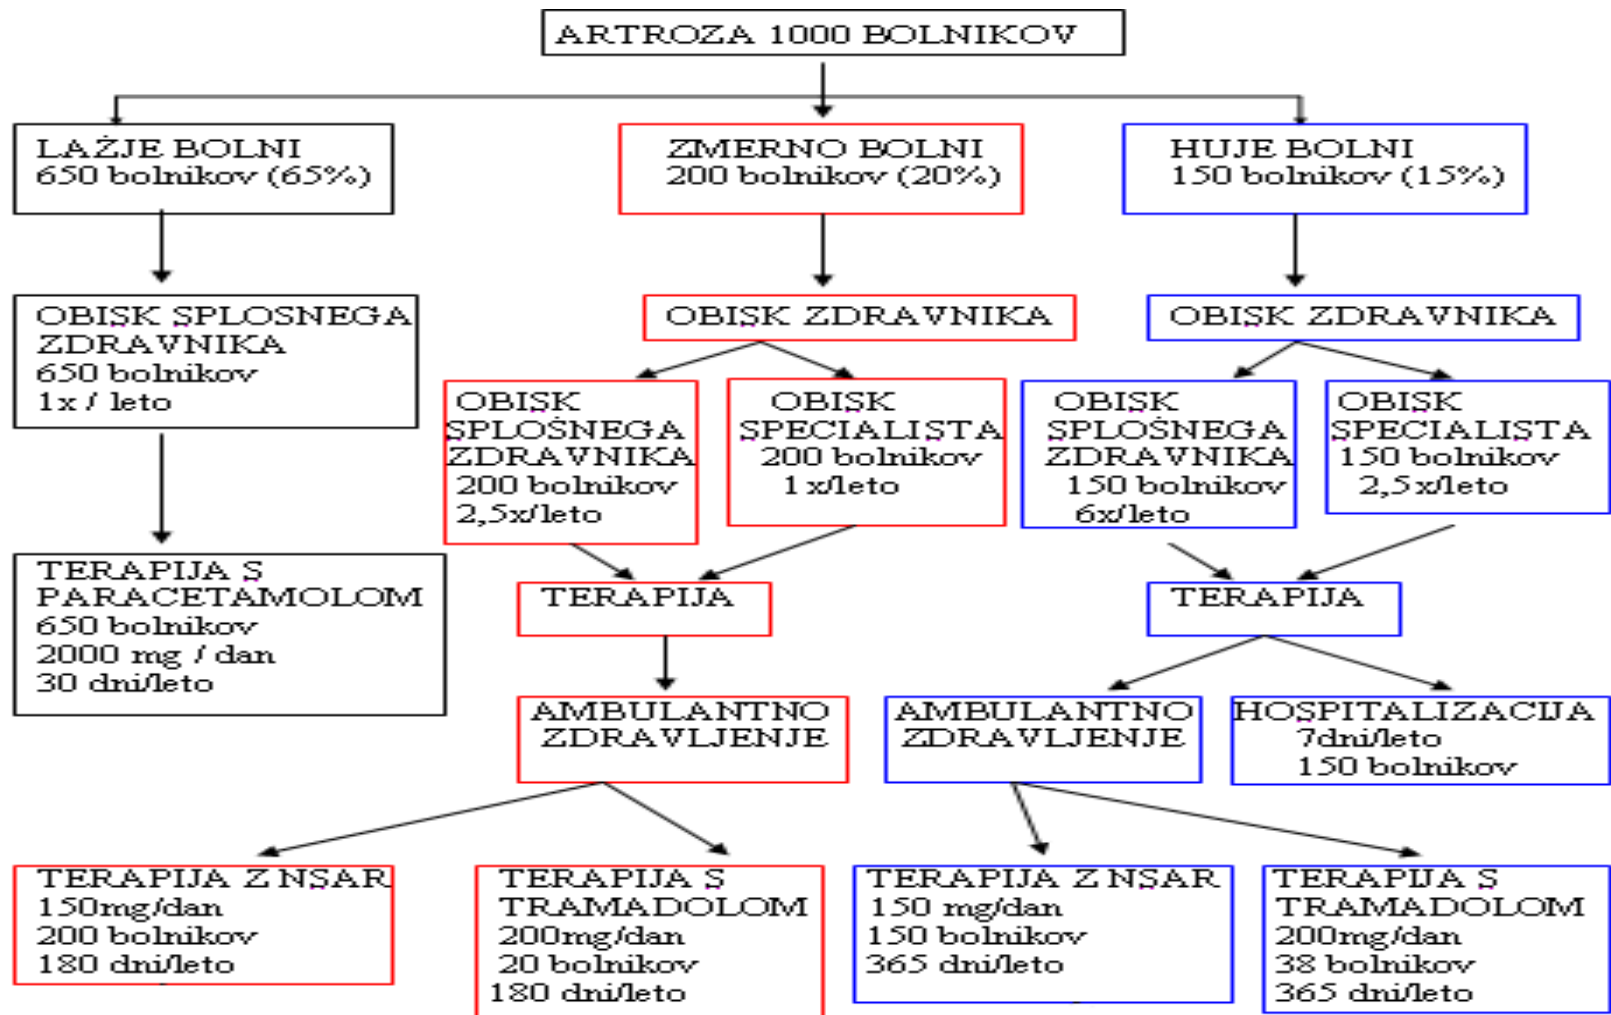 ARTROZA 1000 BOLNIKOV
LAŽJE BOLNI
650 bolnikov (65%)
ZMERNO BOLNI
200 bolnikov (20%)
HUJE BOLNI
150 bolnikov (15%)
OBISK SPLOSNEGA
ZDRAVNIKA
650 bolnikov
1x / leto
OBISK ZDRAVNIKA
OBISK ZDRAVNIKA
OBISK
SPLOŠNEGA
ZDRAVNIKA
200 bolnikov
2,5x/leto
OBISK
SPECIALISTA
200 bolnikov
1x/leto
OBISK
SPLOŠNEGA
ZDRAVNIKA
150 bolnikov
6x/leto
OBISK
SPECIALISTA
150 bolnikov
2,5x/leto
TERAPIJA S
PARACETAMOLOM
650 bolnikov
2000 mg / dan
30 dni/leto
TERAPIJA
TERAPIJA
AMBULANTNO
ZDRAVLJENJE
AMBULANTNO
ZDRAVLJENJE
HOSPITALIZACIJA
7dni/leto
150 bolnikov
TERAPIJA Z NSAR
150mg/dan
200 bolnikov
180 dni/leto
TERAPIJA S
TRAMADOLOM
200mg/dan
20 bolnikov
180 dni/leto
TERAPIJA Z NSAR
150 mg/dan
150 bolnikov
365 dni/leto
TERAPIJA S
TRAMADOLOM
200mg/dan
38 bolnikov
365 dni/leto